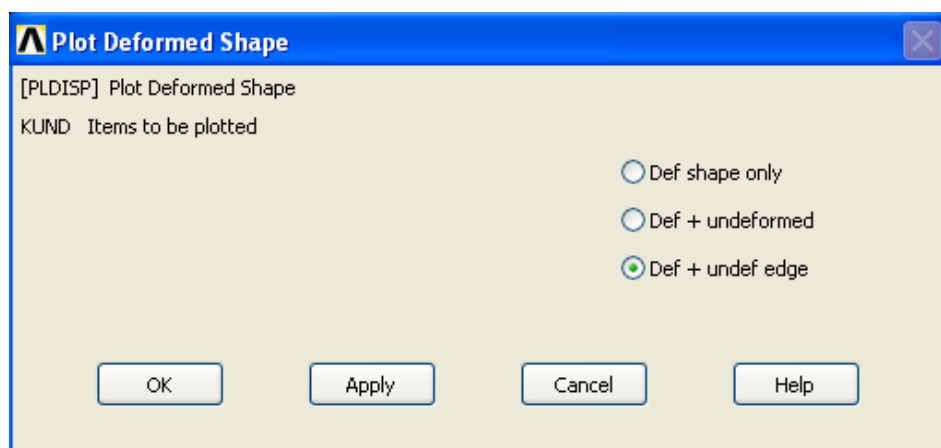 Plot Deformed Shape
[PLDISP] Plot Deformed Shape
KUND Items to be plotted
Def shape only
Def + undeformed
Def + undef edge
OK Apply Cancel Help